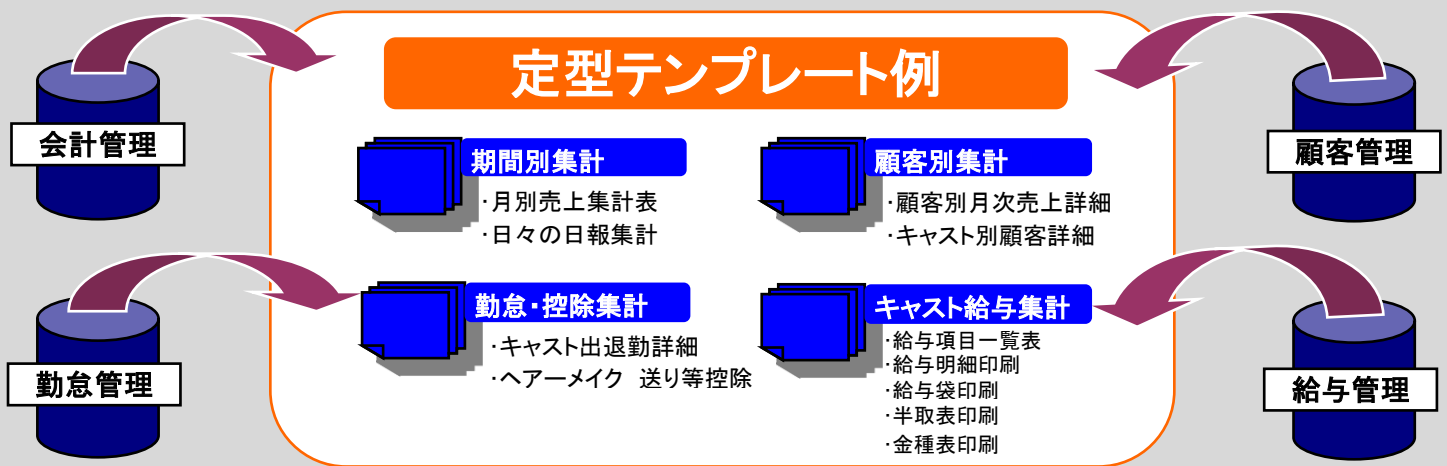 定型テンプレート例
会計管理
顧客管理
期間別集計
・月別売上集計表
・日々の日報集計
顧客別集計
・顧客別月次売上詳細
・キャスト別顧客詳細
勤怠管理
勤怠・控除集計
・キャスト出退勤詳細
・ヘアーメイク　送り等控除
キャスト給与集計
・給与項目一覧表
・給与明細印刷
・給与袋印刷
・半取表印刷
・金種表印刷
給与管理